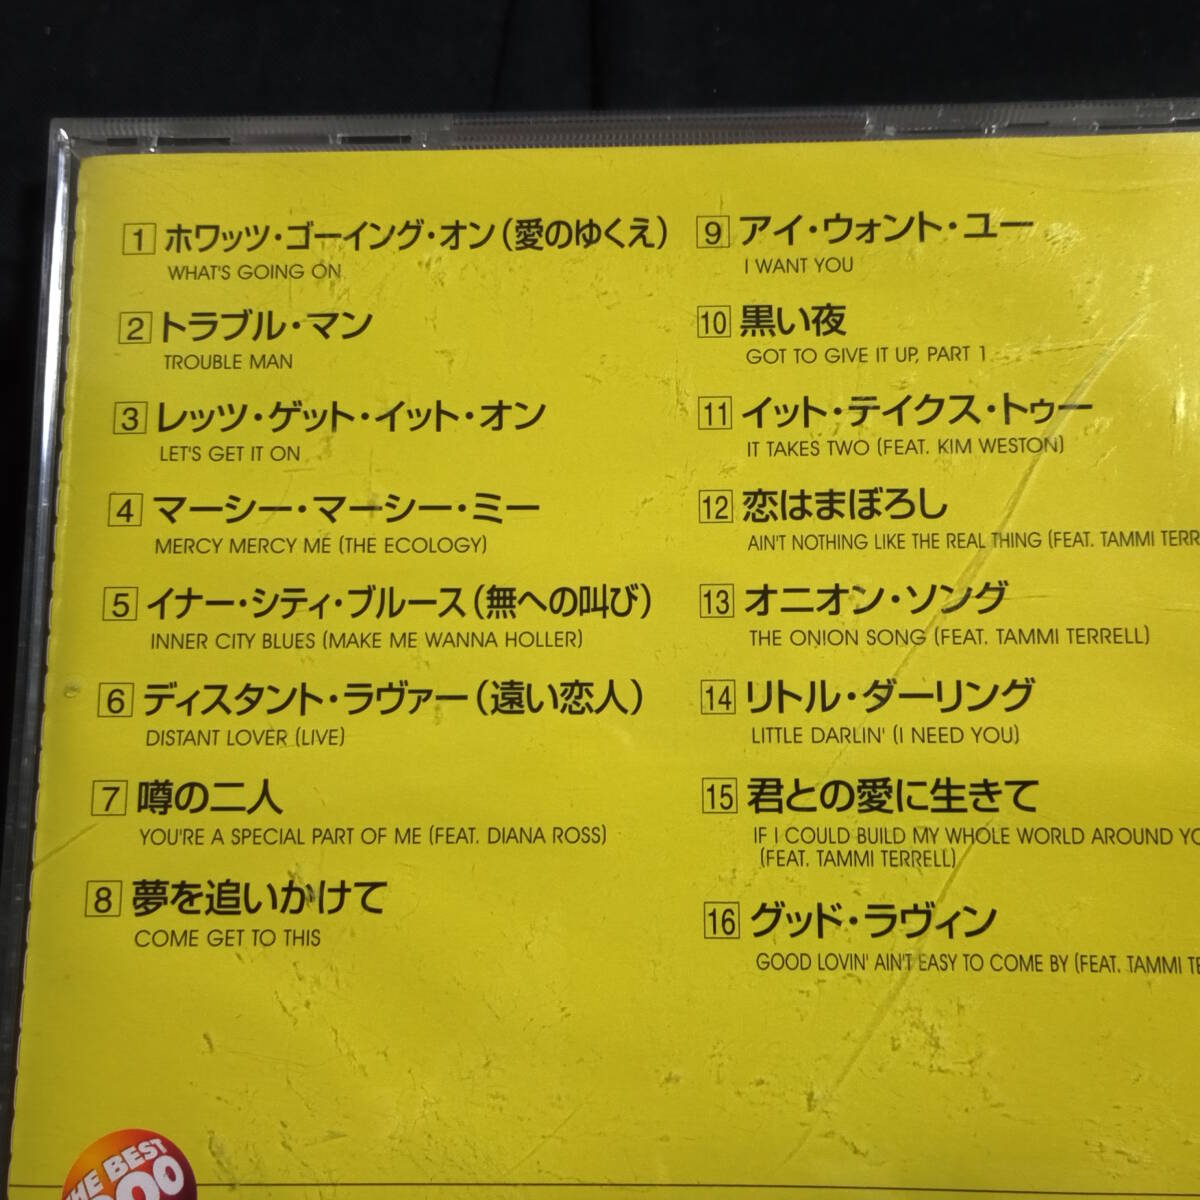 1 ホワッツ・ゴーイング・オン(愛のゆくえ)
WHAT'S GOING ON
2 トラブル・マン
TROUBLE MAN
3 レッツ・ゲット・イット・オン
LET'S GET IT ON
4 マーシー・マーシー・ミー
MERCY MERCY ME (THE ECOLOGY)
5 イナー・シティ・ブルース(無への叫び)
INNER CITY BLUES (MAKE ME WANNA HOLLER)
6 ディスタント・ラヴァー(遠い恋人)
DISTANT LOVER (LIVE)
7 噂の二人
YOU'RE A SPECIAL PART OF ME (FEAT. DIANA ROSS)
8 夢を追いかけて
COME GET TO THIS
9 アイ・ウォント・ユー
I WANT YOU
10 黒い夜
GOT TO GIVE IT UP, PART 1
11 イット・テイクス・トゥー
IT TAKES TWO (FEAT. KIM WESTON)
12 恋はまぼろし
AIN'T NOTHING LIKE THE REAL THING (FEAT. TAMMI TERR
13 オニオン・ソング
THE ONION SONG (FEAT. TAMMI TERRELL)
14 リトル・ダーリング
LITTLE DARLIN' (I NEED YOU)
15 君との愛に生きて
IF I COULD BUILD MY WHOLE WORLD AROUND YO
(FEAT. TAMMI TERRELL)
16 グッド・ラヴィン
GOOD LOVIN' AIN'T EASY TO COME BY (FEAT. TAMMI TE
THE BEST